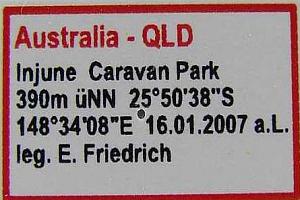 Australia - QLD
Injune Caravan Park
390m üNN 25°50'38"S
148°34'08"E 16.01.2007 a.L.
leg. E. Friedrich